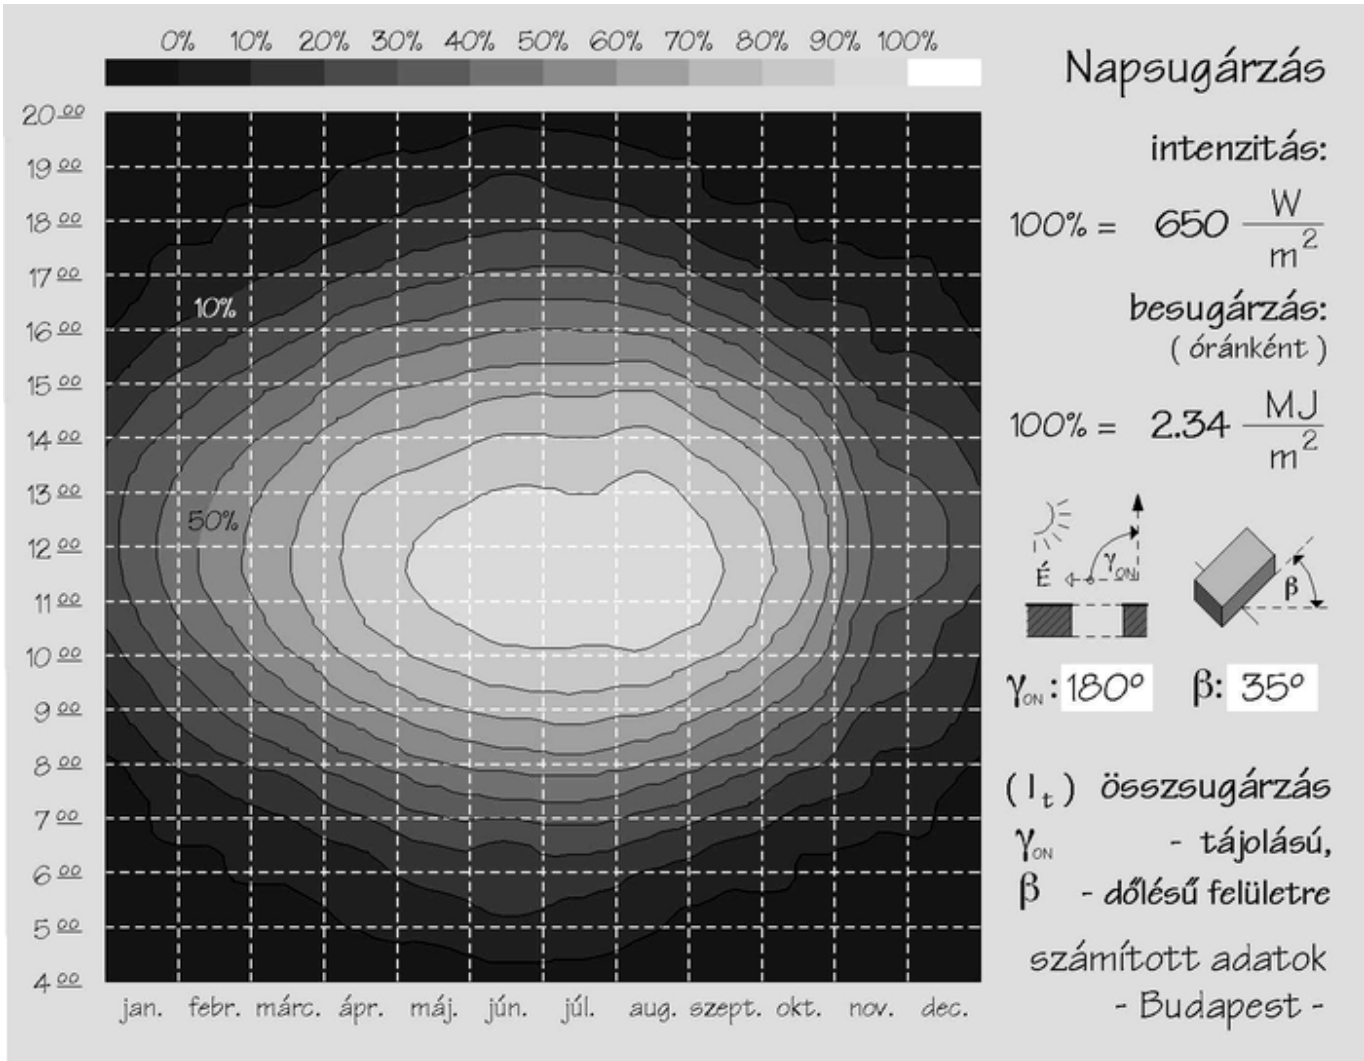 0% 10% 20% 30% 40% 50% 60% 70% 80% 90% 100%
20 00
19 00
18 00
17 00
16 00
15 00
14 00
13 00
12 00
11 00
10 00
9 00
8 00
7 00
6 00
5 00
4 00
10%
50%
jan. febr. márc. ápr. máj. jún. júl. aug. szept. okt. nov. dec.
Napsugárzás
intenzitás:
100% = 650 W/m²
besugárzás:
( óránként )
100% = 2.34 MJ/m²
É γON β
γON : 180° β: 35°
( I t ) összsugárzás
γON - tájolású,
β - dőlésű felületre
számított adatok
- Budapest -